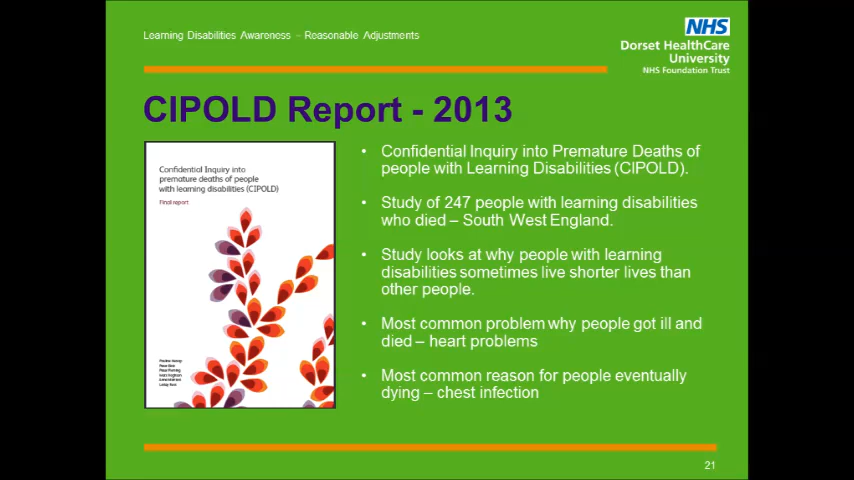 Learning Disabilities Awareness – Reasonable Adjustments
NHS
Dorset HealthCare
University
NHS Foundation Trust
CIPOLD Report - 2013
Confidential Inquiry into
premature deaths of people
with learning disabilities (CIPOLD)
Final report
• Confidential Inquiry into Premature Deaths of
people with Learning Disabilities (CIPOLD).
• Study of 247 people with learning disabilities
who died – South West England.
• Study looks at why people with learning
disabilities sometimes live shorter lives than
other people.
• Most common problem why people got ill and
died – heart problems
• Most common reason for people eventually
dying – chest infection
21